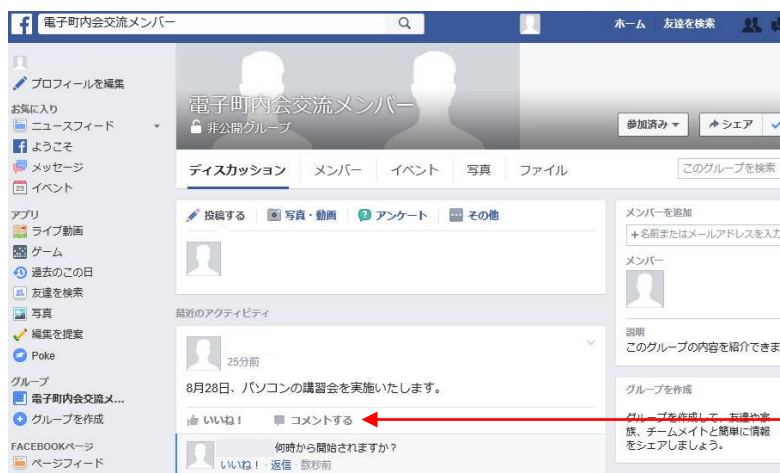 f 電子町内会交流メンバー
ホーム 友達を検索
プロフィールを編集
お気に入り
ニュースフィード
ようこそ
メッセージ
23 イベント
アプリ
ライブ動画
ゲーム
過去のこの日
友達を検索
写真
編集を提案
Poke
グループ
電子町内会交流メ...
グループを作成
FACEBOOKページ
ページフィード
電子町内会交流メンバー
非公開グループ
参加済み シェア
ディスカッション メンバー イベント 写真 ファイル
このグループを検索
投稿する 写真・動画 アンケート その他
最近のアクティビティ
25分前
8月28日、パソコンの講習会を実施いたします。
いいね! コメントする
何時から開始されますか?
いいね! · 返信 · 数秒前
メンバーを追加
+名前またはメールアドレスを入力
メンバー
説明
このグループの内容を紹介できま
グループを作成
グループを作成して、友達や家
族、チームメイトと簡単に情報
をシェアしましょう。